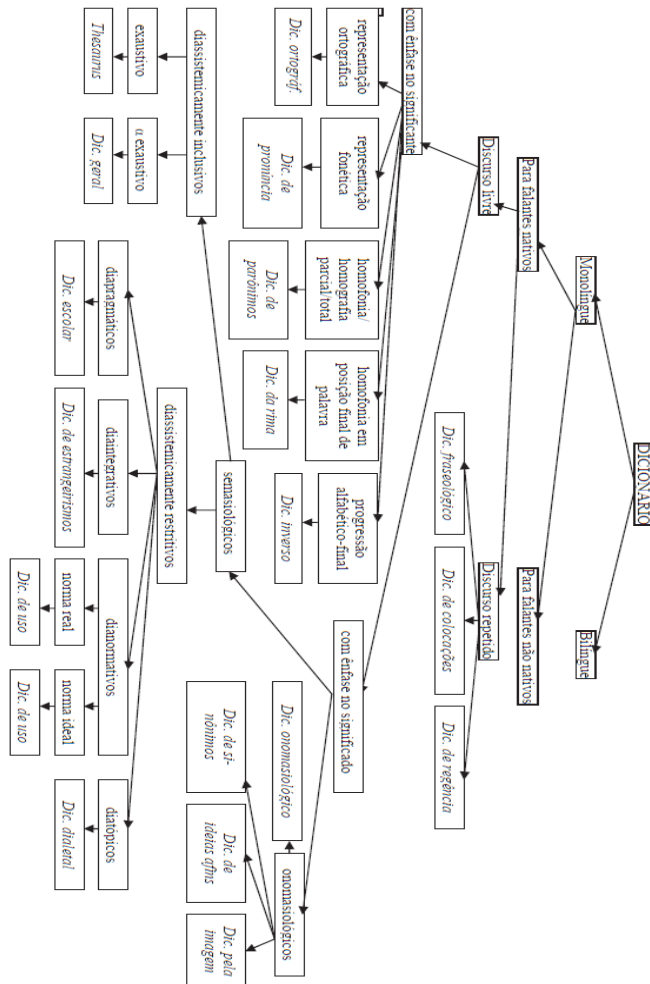 DICIONARIO
Monolíngue
Bilíngue
Para falantes nativos
Para falantes não nativos
Discurso livre
Discurso repetido
Dic. fraseológico
Dic. de colocações
Dic. de regência
com ênfase no significante
com ênfase no significado
representação
ortográfica
representação
fonética
homofonia/
homografia
parcial/total
homofonia em
posição final de
palavra
progressão
alfabético-final
Dic. ortográf.
Dic. de
promincia
Dic. de
parônimos
Dic. da rima
Dic. inverso
Dic. onomasiológico
onomasiológicos
semasiológicos
Dic. de si-
nônimos
Dic. de
ideias afins
Dic. pela
imagem
diassistemicamente inclusivos
diassistemicamente restritivos
exaustivo
α exaustivo
diapragmáticos
diaintegrativos
dianormativos
diatópicos
Thesaurus
Dic. geral
Dic. escolar
Dic. de estrangeirismos
norma real
norma ideal
Dic. dialetal
Dic. de uso
Dic. de uso